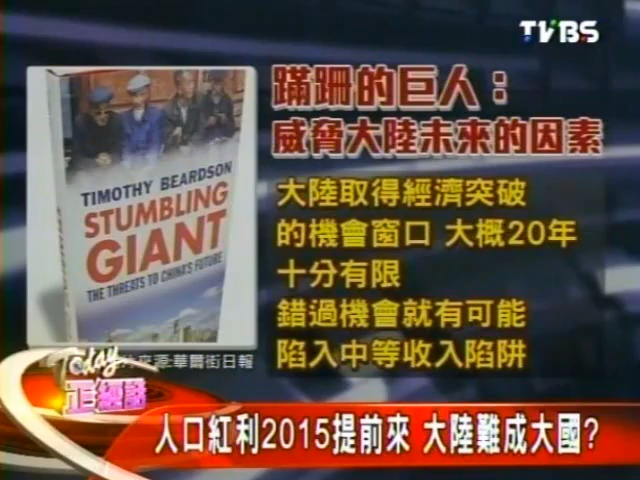 TVBS
蹣跚的巨人：
威脅大陸未來的因素
TIMOTHY BEARDSON
STUMBLING
GIANT
THE THREATS TO CHINA'S FUTURE
大陸取得經濟突破
的機會窗口 大概20年
十分有限
錯過機會就有可能
陷入中等收入陷阱
片來源:華爾街日報
Today
正經話
人口紅利2015提前來 大陸難成大國?